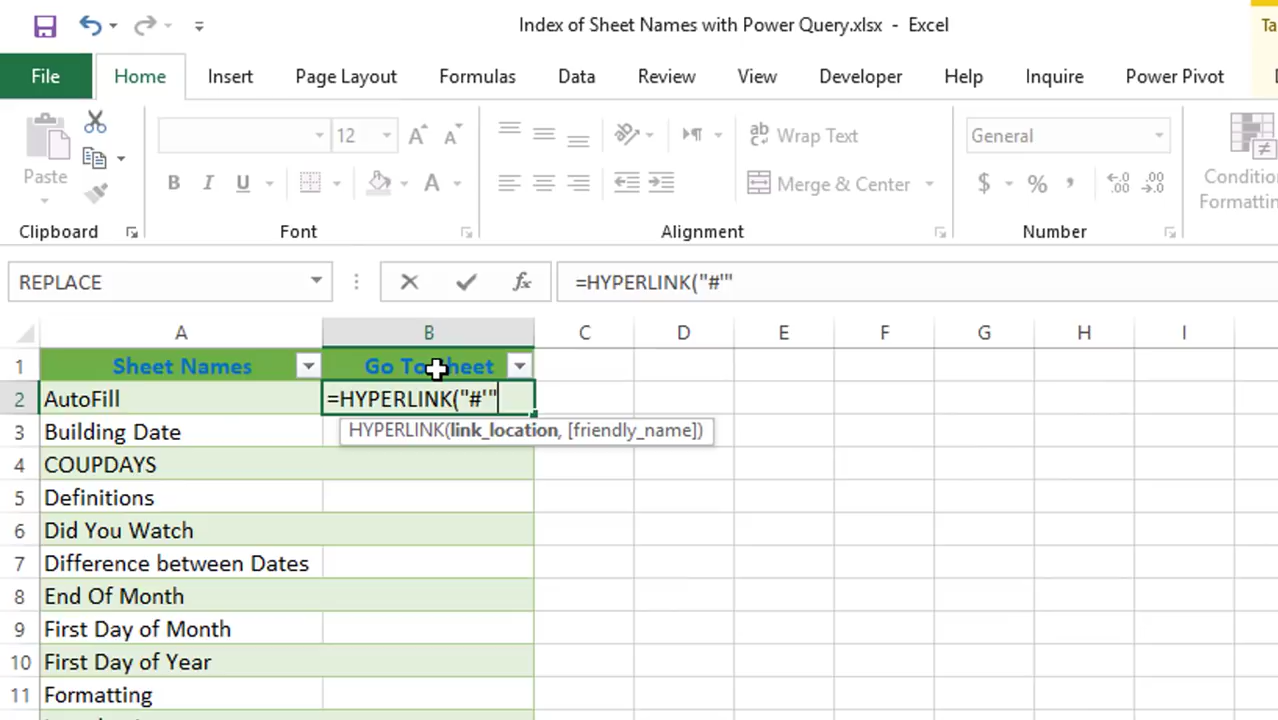 Index of Sheet Names with Power Query.xlsx - Excel
File Home Insert Page Layout Formulas Data Review View Developer Help Inquire Power Pivot
Paste 12 A A ab Wrap Text General
B I U A Merge & Center $ % , .00 .00
Clipboard Font Alignment Number
REPLACE fx =HYPERLINK("#'"
A B C D E F G H I
1 Sheet Names Go To Sheet
2 AutoFill =HYPERLINK("#'"
3 Building Date HYPERLINK(link_location, [friendly_name])
4 COUPDAYS
5 Definitions
6 Did You Watch
7 Difference between Dates
8 End Of Month
9 First Day of Month
10 First Day of Year
11 Formatting